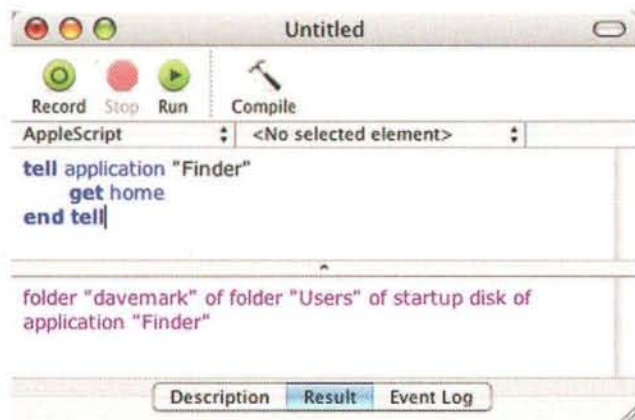 Untitled
Record Stop Run Compile
AppleScript <No selected element>
tell application "Finder"
get home
end tell
folder "davemark" of folder "Users" of startup disk of
application "Finder"
Description Result Event Log